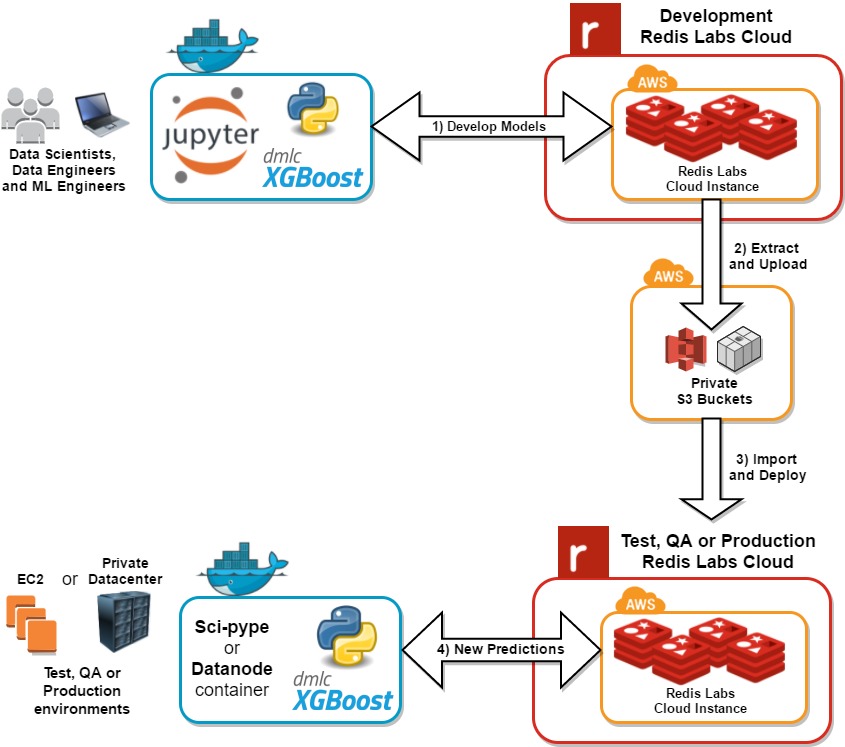 Development
Redis Labs Cloud
r
AWS
jupyter
dmlc
XGBoost
1) Develop Models
Redis Labs
Cloud Instance
Data Scientists,
Data Engineers
and ML Engineers
2) Extract
and Upload
AWS
Private
S3 Buckets
3) Import
and Deploy
r
Test, QA or Production
Redis Labs Cloud
AWS
EC2 or Private
Datacenter
Sci-pype
or
Datanode
container
dmlc
XGBoost
4) New Predictions
Redis Labs
Cloud Instance
Test, QA or
Production
environments